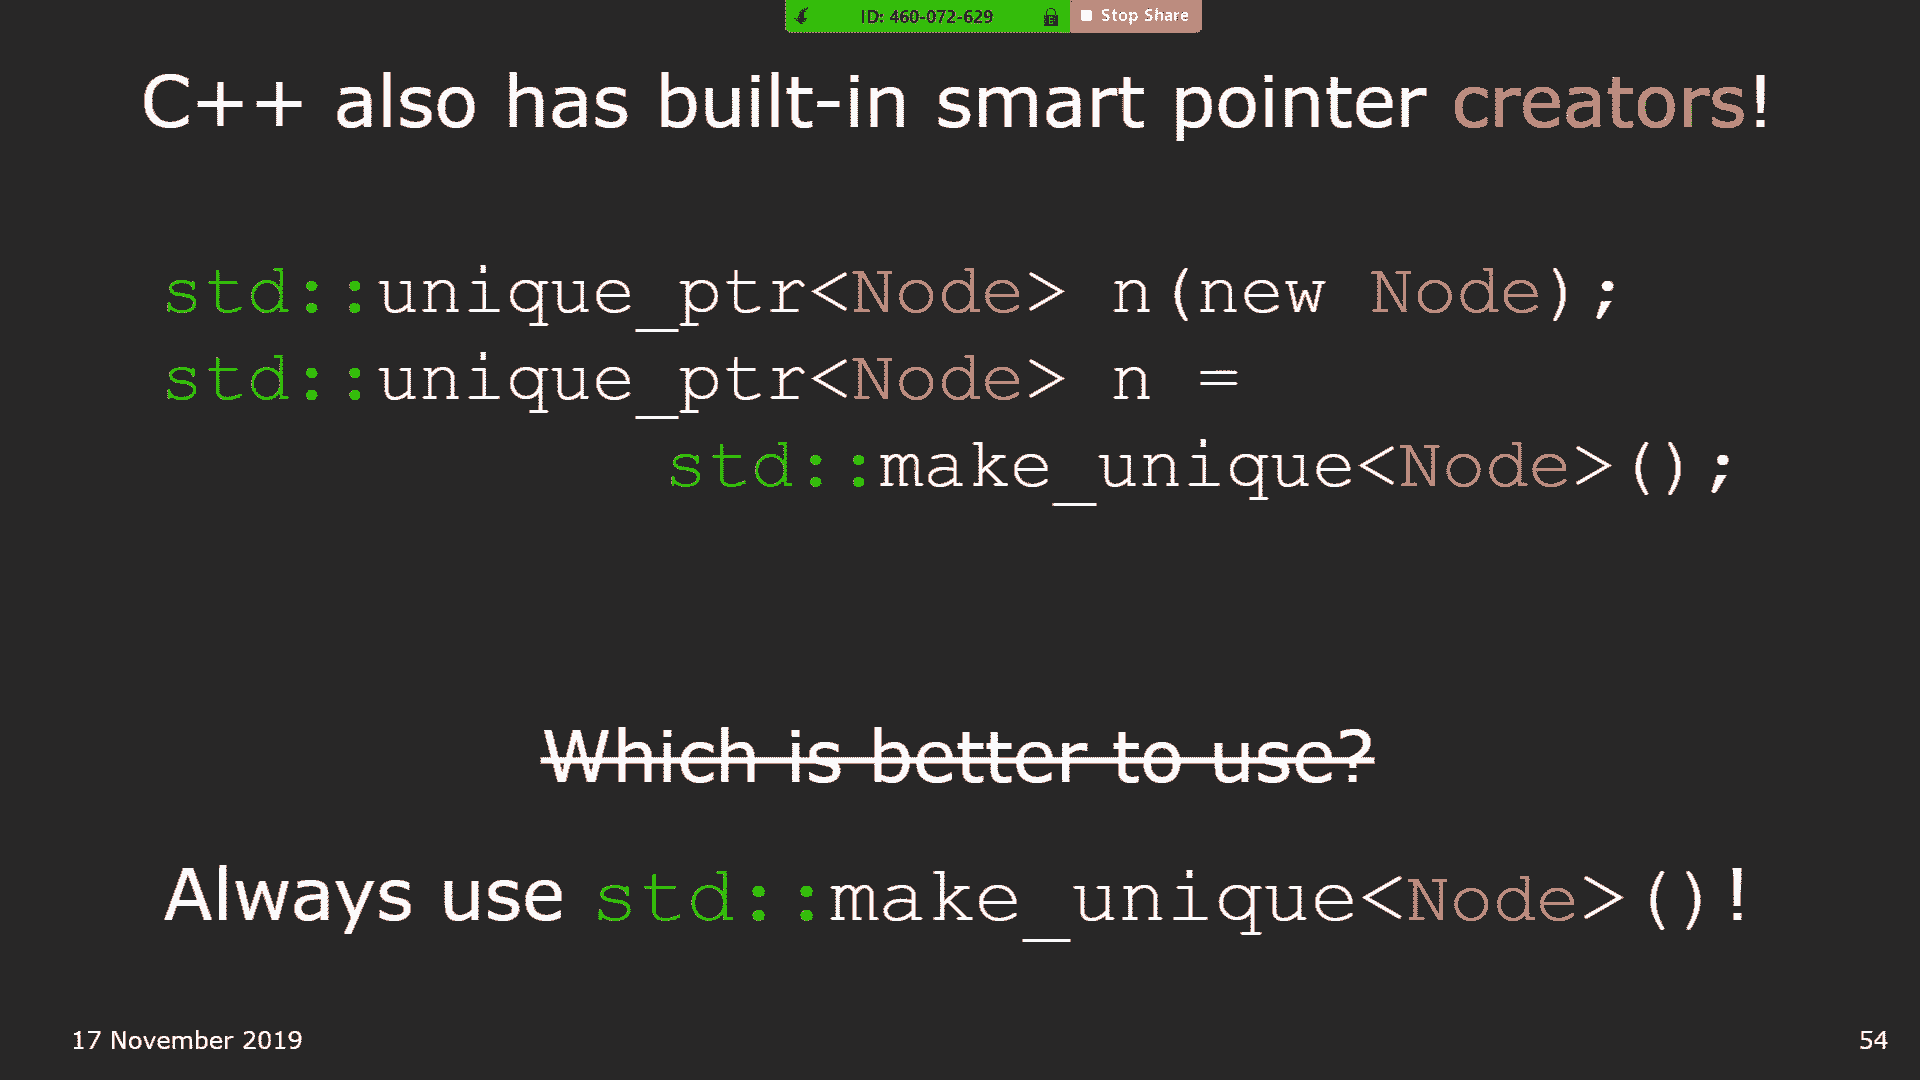 ID: 460-072-629 Stop Share
C++ also has built-in smart pointer creators!
std::unique_ptr<Node> n(new Node);
std::unique_ptr<Node> n =
std::make_unique<Node>();
Which is better to use?
Always use std::make_unique<Node>()!
17 November 2019
54